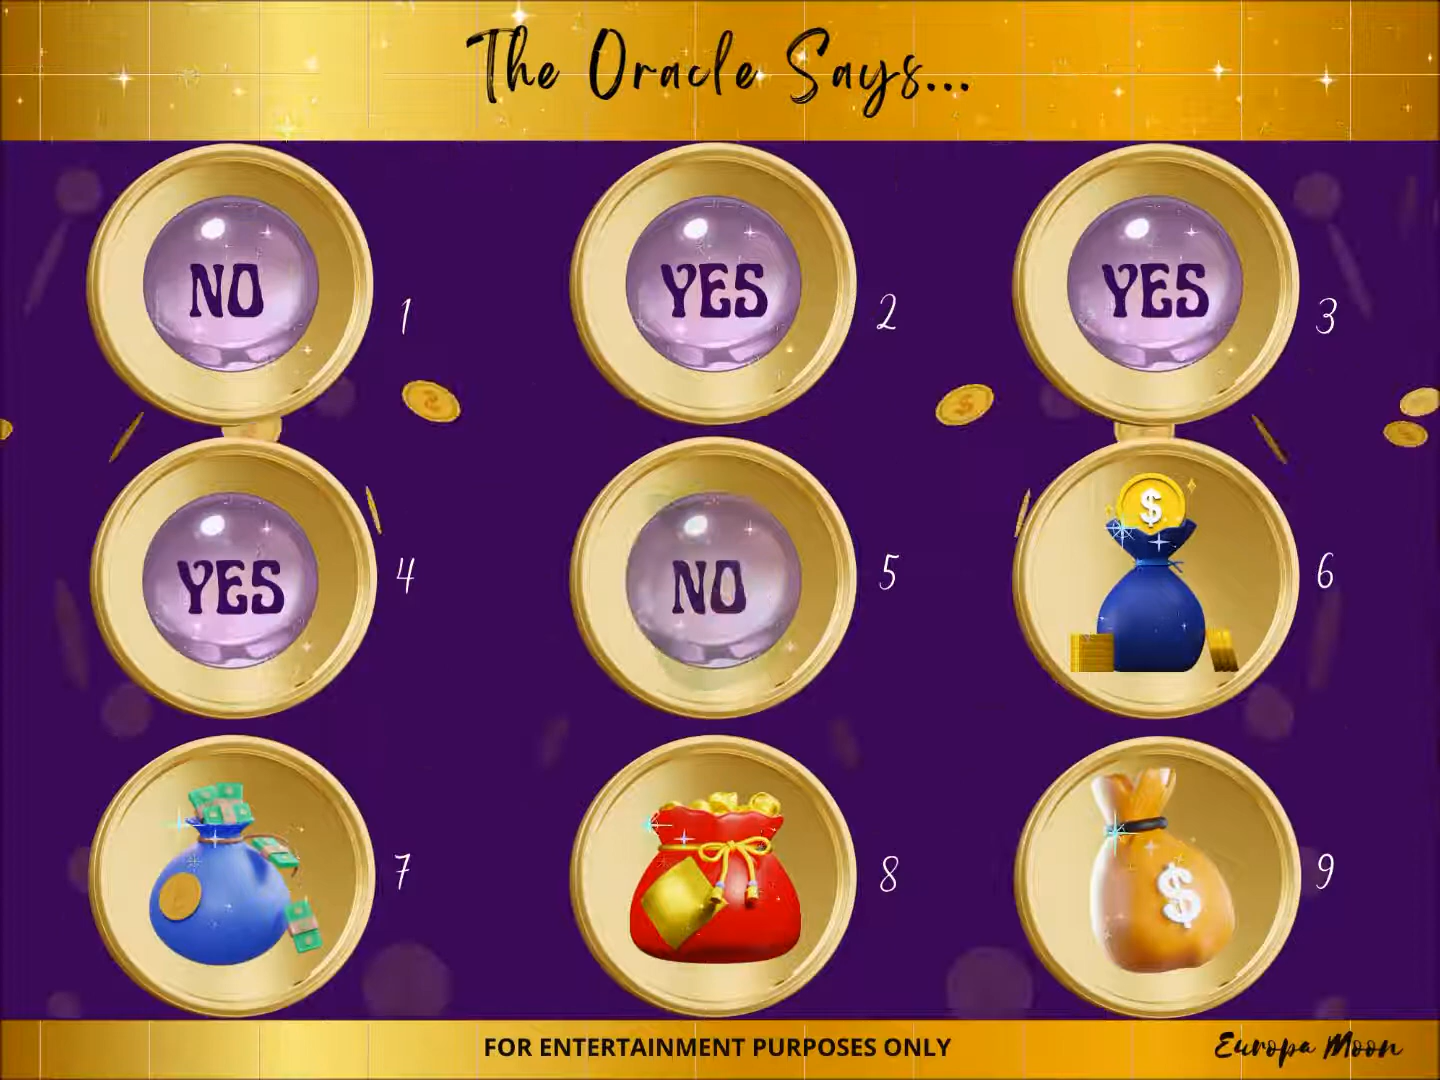 The Oracle Says...
NO
1
YES
2
YES
3
YES
4
NO
5
$
6
7
8
$
9
FOR ENTERTAINMENT PURPOSES ONLY
Europa Moon